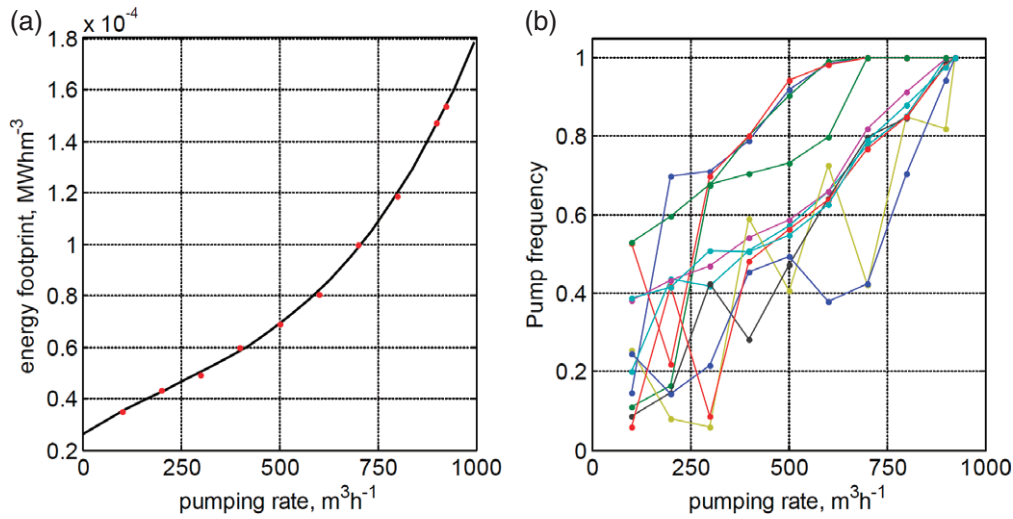 (a)
x 10⁻⁴
1.8
1.6
1.4
1.2
1
0.8
0.6
0.4
0.2
0 250 500 750 1000
energy footprint, MWhm⁻³
pumping rate, m³h⁻¹
(b)
1
0.8
0.6
0.4
0.2
0
0 250 500 750 1000
Pump frequency
pumping rate, m³h⁻¹